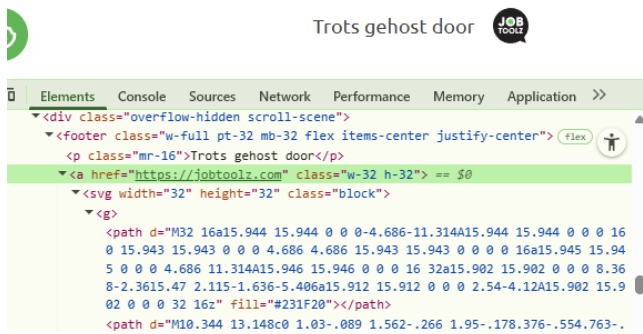 Trots gehost door JOB TOOLZ
Elements Console Sources Network Performance Memory Application
<div class="overflow-hidden scroll-scene">
<footer class="w-full pt-32 mb-32 flex items-center justify-center"> flex
<p class="mr-16">Trots gehost door</p>
<a href="https://jobtoolz.com" class="w-32 h-32"> == $0
<svg width="32" height="32" class="block">
<g>
<path d="M32 16a15.944 15.944 0 0 0-4.686-11.314A15.944 15.944 0 0 0 16
0 15.943 15.943 0 0 0 4.686 4.686 15.943 15.943 0 0 0 0 16a15.945 15.94
5 0 0 0 4.686 11.314A15.946 15.946 0 0 0 16 32a15.902 15.902 0 0 0 8.36
8-2.3615.47 2.115-1.636-5.406a15.912 15.912 0 0 0 2.54-4.12A15.902 15.9
02 0 0 0 32 16z" fill="#231F20"></path>
<path d="M10.344 13.148c0 1.03-.089 1.562-.266 1.95-.178.376-.554.763-.